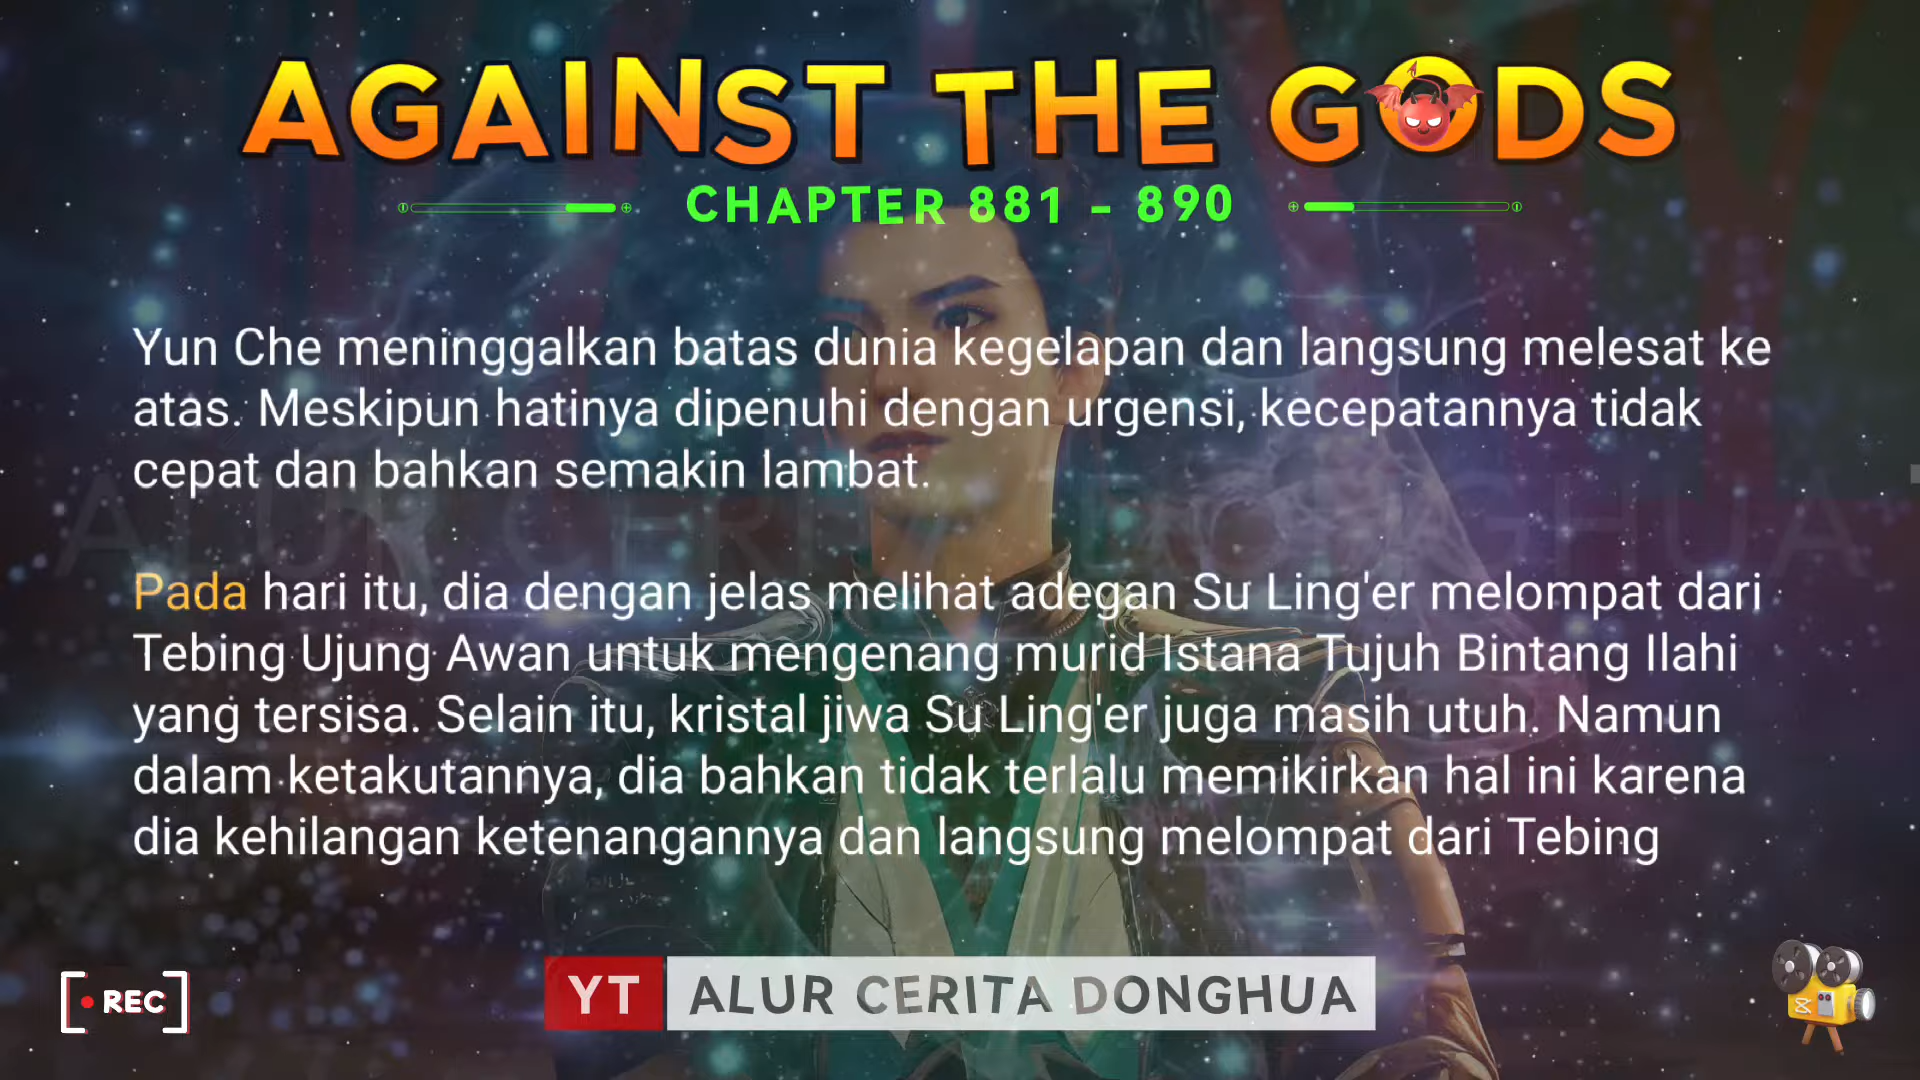 AGAINST THE GODS
CHAPTER 881 - 890
Yun Che meninggalkan batas dunia kegelapan dan langsung melesat ke
atas. Meskipun hatinya dipenuhi dengan urgensi, kecepatannya tidak
cepat dan bahkan semakin lambat.
Pada hari itu, dia dengan jelas melihat adegan Su Ling'er melompat dari
Tebing Ujung Awan untuk mengenang murid Istana Tujuh Bintang Ilahi
yang tersisa. Selain itu, kristal jiwa Su Ling'er juga masih utuh. Namun
dalam ketakutannya, dia bahkan tidak terlalu memikirkan hal ini karena
dia kehilangan ketenangannya dan langsung melompat dari Tebing
ALUR CERITA DONGHUA
REC
YT ALUR CERITA DONGHUA